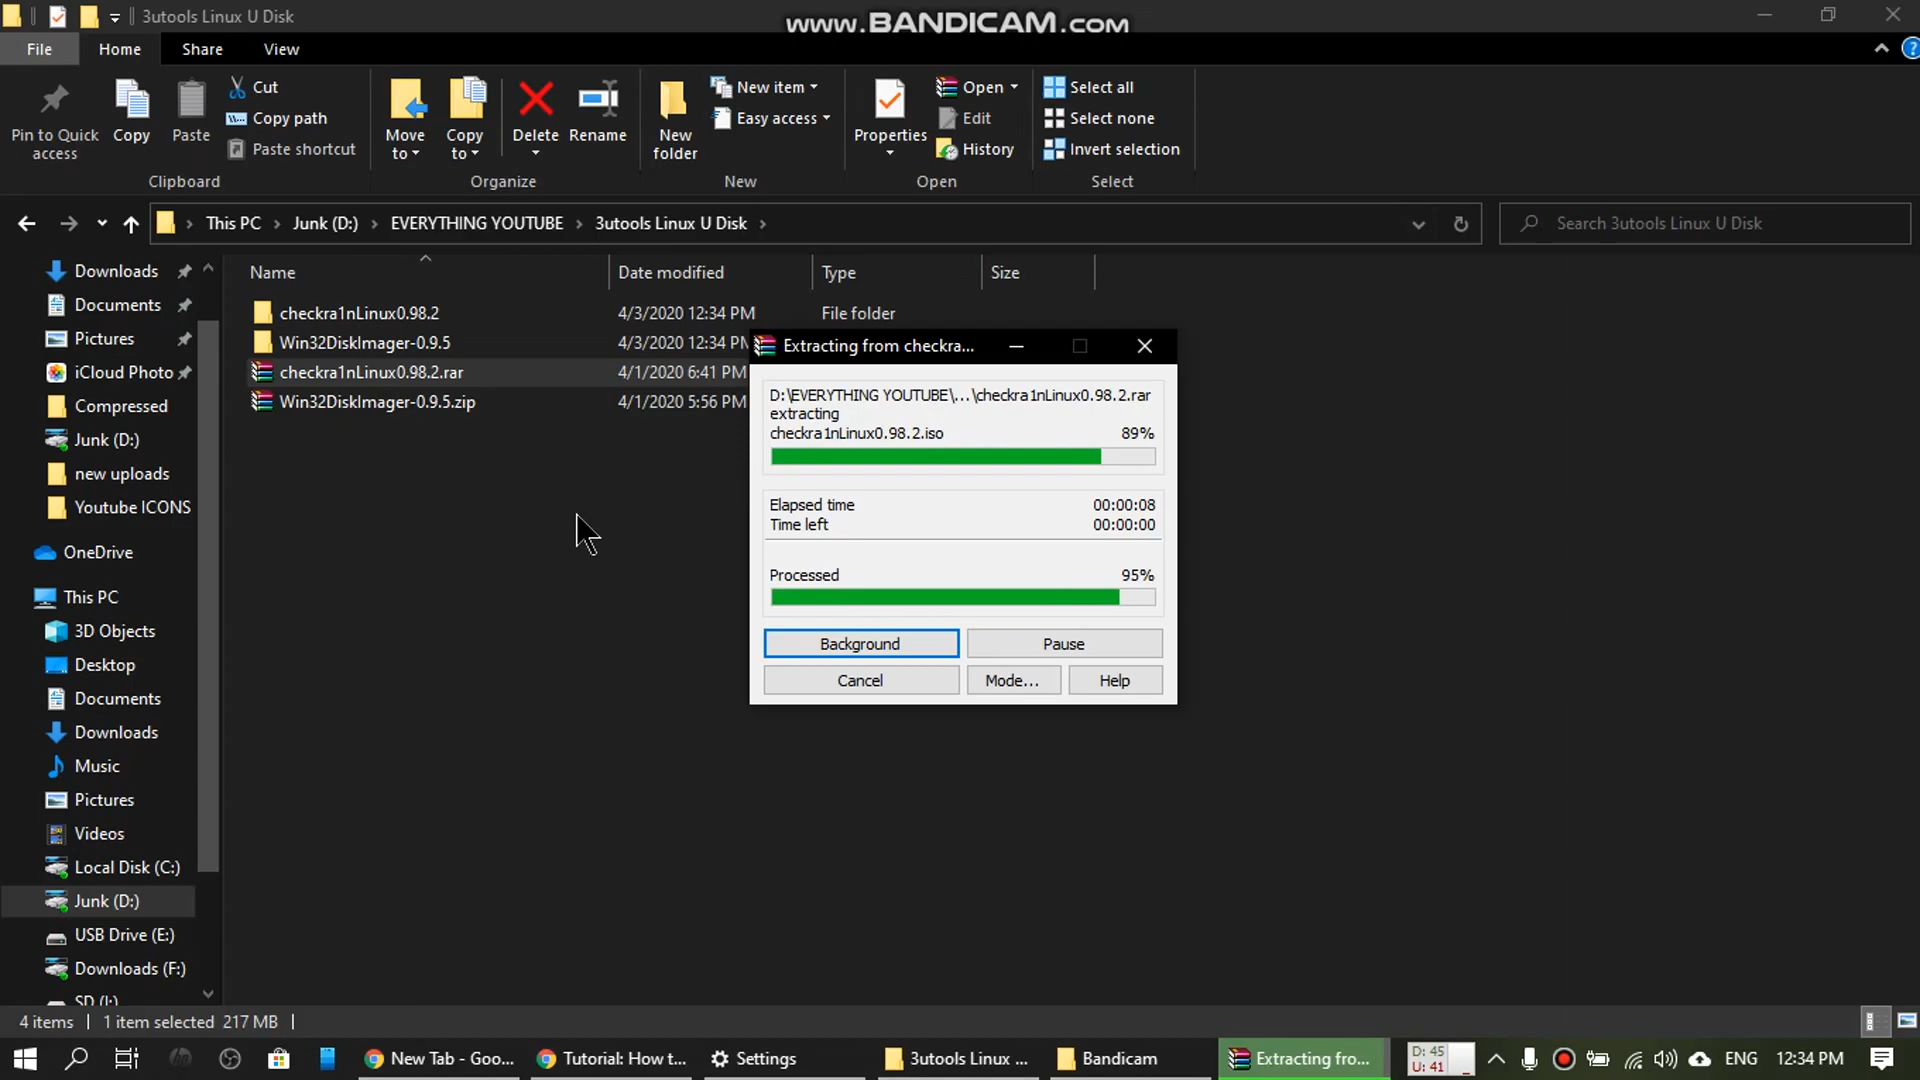 3utools Linux U Disk
www.BANDICAM.com
File
Home
Share
View
Pin to Quick access
Copy
Paste
Cut
Copy path
Paste shortcut
Clipboard
Move to
Copy to
Delete
Rename
Organize
New folder
New item
Easy access
New
Properties
Open
Edit
History
Open
Select all
Select none
Invert selection
Select
This PC
Junk (D:)
EVERYTHING YOUTUBE
3utools Linux U Disk
Search 3utools Linux U Disk
Name
Date modified
Type
Size
checkra1nLinux0.98.2
4/3/2020 12:34 PM
File folder
Win32DiskImager-0.9.5
4/3/2020 12:34 PM
checkra1nLinux0.98.2.rar
4/1/2020 6:41 PM
Win32DiskImager-0.9.5.zip
4/1/2020 5:56 PM
Downloads
Documents
Pictures
iCloud Photo
Compressed
Junk (D:)
new uploads
Youtube ICONS
OneDrive
This PC
3D Objects
Desktop
Documents
Downloads
Music
Pictures
Videos
Local Disk (C:)
Junk (D:)
USB Drive (E:)
Downloads (F:)
SD (I:)
Extracting from checkra...
D:\EVERYTHING YOUTUBE\...\checkra1nLinux0.98.2.rar
extracting
checkra1nLinux0.98.2.iso
89%
Elapsed time
00:00:08
Time left
00:00:00
Processed
95%
Background
Pause
Cancel
Mode...
Help
4 items
1 item selected 217 MB
New Tab - Goo...
Tutorial: How t...
Settings
3utools Linux ...
Bandicam
Extracting fro...
D: 45
U: 41
ENG
12:34 PM